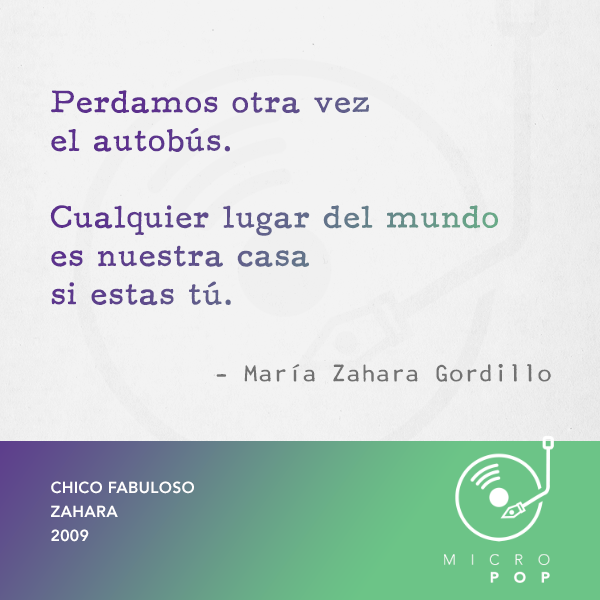 Perdamos otra vez
el autobús.
Cualquier lugar del mundo
es nuestra casa
si estas tú.
– María Zahara Gordillo
CHICO FABULOSO
ZAHARA
2009
MICRO
POP